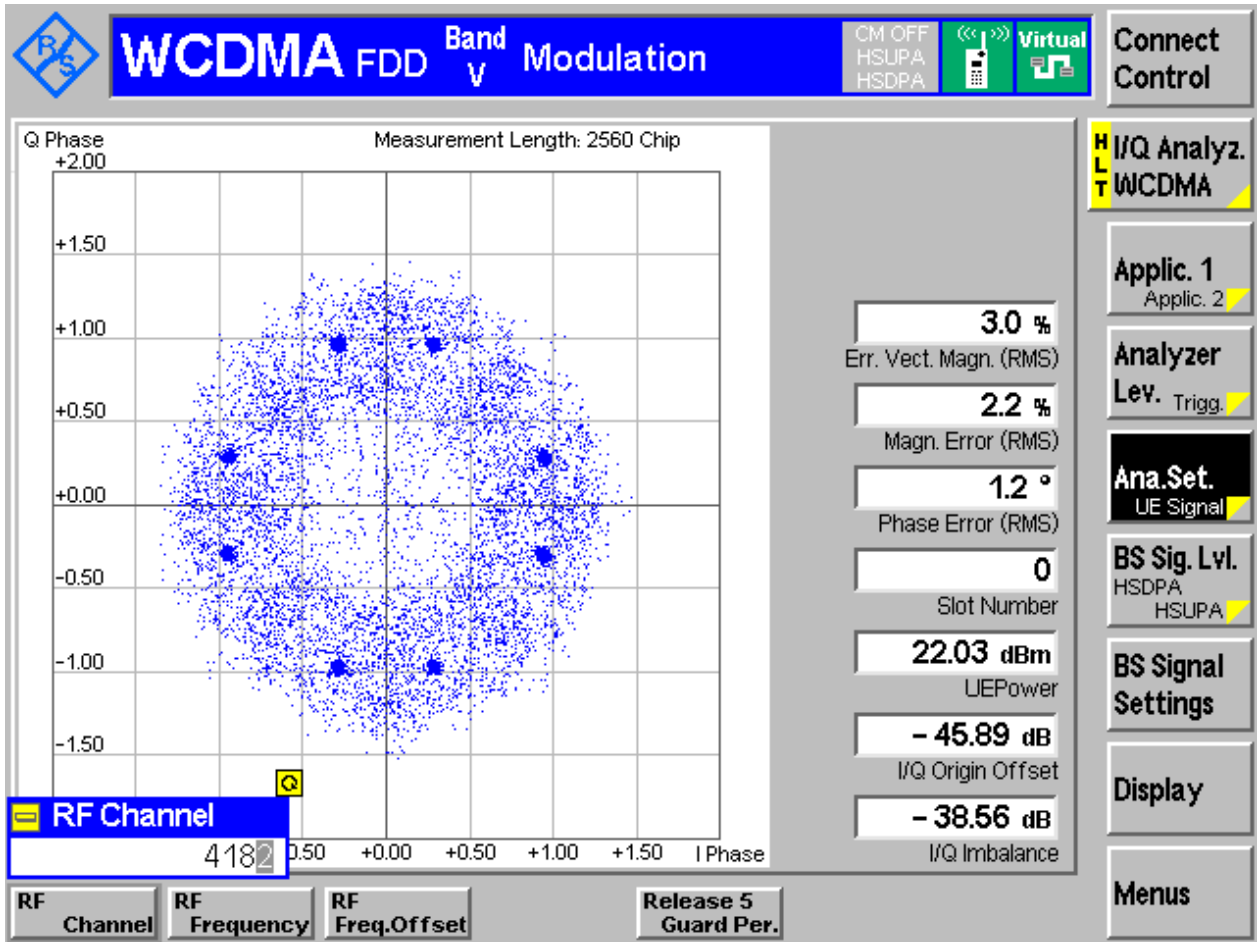 R/S
WCDMA FDD Band V Modulation
CM OFF
HSUPA
HSDPA
Virtual
Connect Control
Q Phase
Measurement Length: 2560 Chip
+2.00
+1.50
+1.00
+0.50
+0.00
-0.50
-1.00
-1.50
Q
RF Channel
4182
0.50 +0.00 +0.50 +1.00 +1.50 I Phase
3.0 %
Err. Vect. Magn. (RMS)
2.2 %
Magn. Error (RMS)
1.2 °
Phase Error (RMS)
0
Slot Number
22.03 dBm
UEPower
- 45.89 dB
I/Q Origin Offset
- 38.56 dB
I/Q Imbalance
HLT
I/Q Analyz.
WCDMA
Applic. 1
Applic. 2
Analyzer
Lev. Trigg.
Ana.Set.
UE Signal
BS Sig. Lvl.
HSDPA
HSUPA
BS Signal
Settings
Display
Menus
RF Channel
RF Frequency
RF Freq.Offset
Release 5 Guard Per.